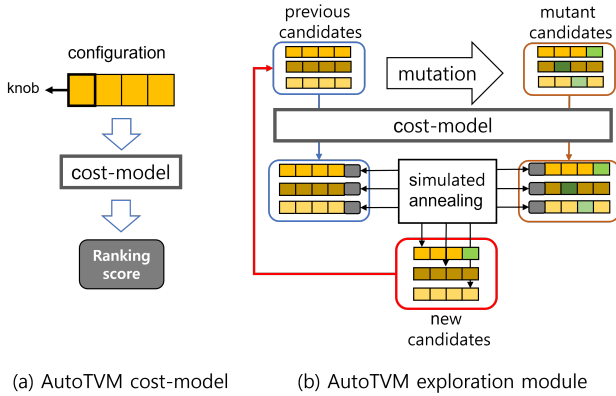 configuration
knob
cost-model
Ranking
score
(a) AutoTVM cost-model
previous
candidates
mutant
candidates
mutation
cost-model
simulated
annealing
new
candidates
(b) AutoTVM exploration module